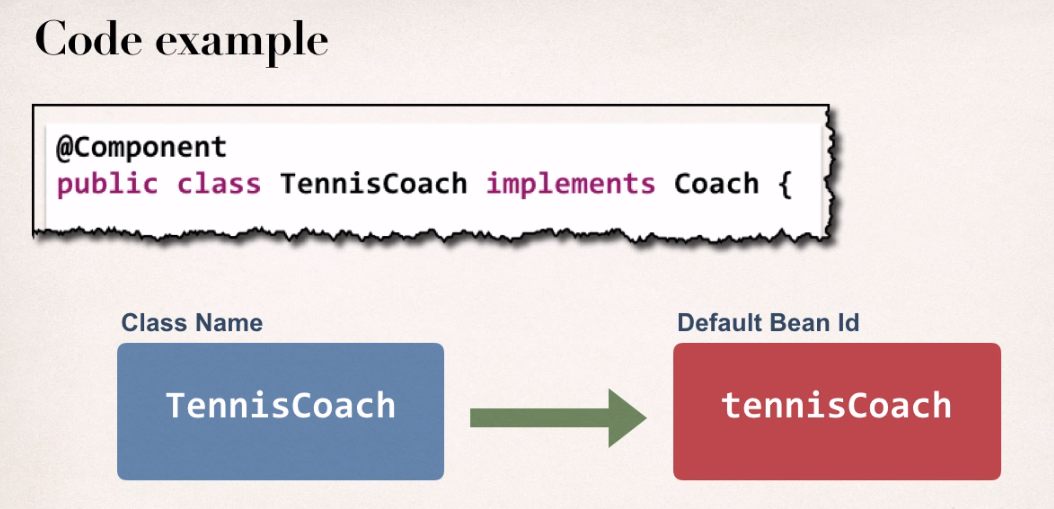 Code example
@Component
public class TennisCoach implements Coach {
Class Name
Default Bean Id
TennisCoach
tennisCoach